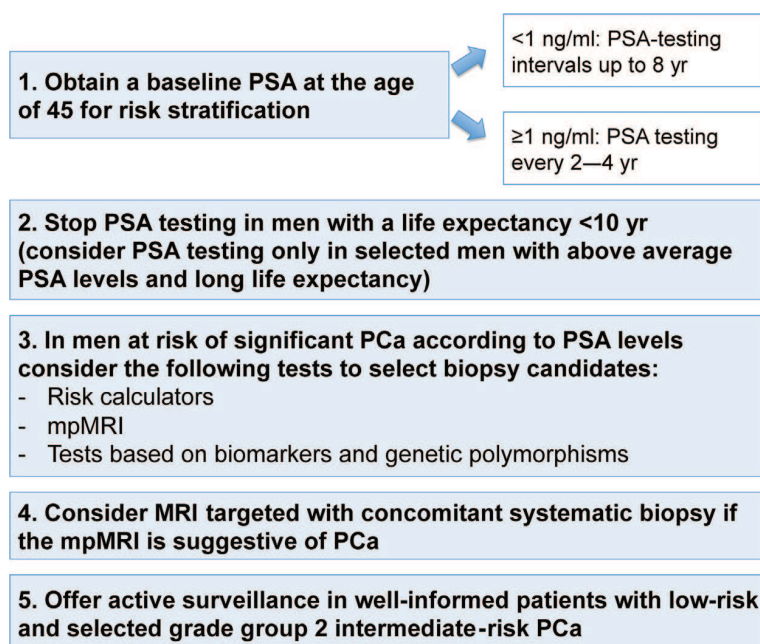 1. Obtain a baseline PSA at the age
of 45 for risk stratification
<1 ng/ml: PSA-testing
intervals up to 8 yr
≥1 ng/ml: PSA testing
every 2—4 yr
2. Stop PSA testing in men with a life expectancy <10 yr
(consider PSA testing only in selected men with above average
PSA levels and long life expectancy)
3. In men at risk of significant PCa according to PSA levels
consider the following tests to select biopsy candidates:
- Risk calculators
- mpMRI
- Tests based on biomarkers and genetic polymorphisms
4. Consider MRI targeted with concomitant systematic biopsy if
the mpMRI is suggestive of PCa
5. Offer active surveillance in well-informed patients with low-risk
and selected grade group 2 intermediate-risk PCa